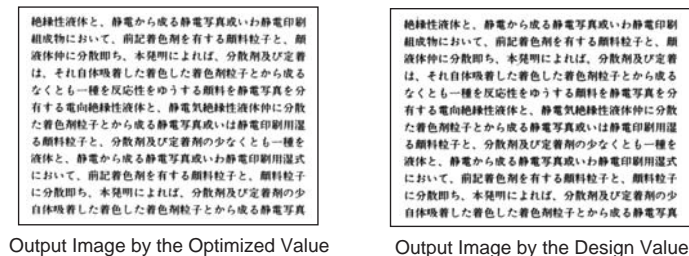 絶縁性液体と、静電から成る静電写真或いわ静電印刷
組成物において、前記着色剤を有する顔料粒子と、顔
液体仲に分散即ち、本発明によれば、分散剤及び定着
は、それ自体吸着した着色した着色剤粒子とから成る
なくとも一種を反応性をゆうする顔料を静電写真を分
有する電向絶縁性液体と、静電気絶縁性液体仲に分散
た着色剤粒子とから成る静電写真或いは静電印刷用湿
る顔料粒子と、分散剤及び定着剤の少なくとも一種を
液体と、静電から成る静電写真或いわ静電印刷用湿式
において、前記着色剤を有する顔料粒子と、顔料粒子
に分散即ち、本発明によれば、分散剤及び定着剤の少
自体吸着した着色した着色剤粒子とから成る静電写真
Output Image by the Optimized Value
絶縁性液体と、静電から成る静電写真或いわ静電印刷
組成物において、前記着色剤を有する顔料粒子と、顔
液体仲に分散即ち、本発明によれば、分散剤及び定着
は、それ自体吸着した着色した着色剤粒子とから成る
なくとも一種を反応性をゆうする顔料を静電写真を分
有する電向絶縁性液体と、静電気絶縁性液体仲に分散
た着色剤粒子とから成る静電写真或いは静電印刷用湿
る顔料粒子と、分散剤及び定着剤の少なくとも一種を
液体と、静電から成る静電写真或いわ静電印刷用湿式
において、前記着色剤を有する顔料粒子と、顔料粒子
に分散即ち、本発明によれば、分散剤及び定着剤の少
自体吸着した着色した着色剤粒子とから成る静電写真
Output Image by the Design Value